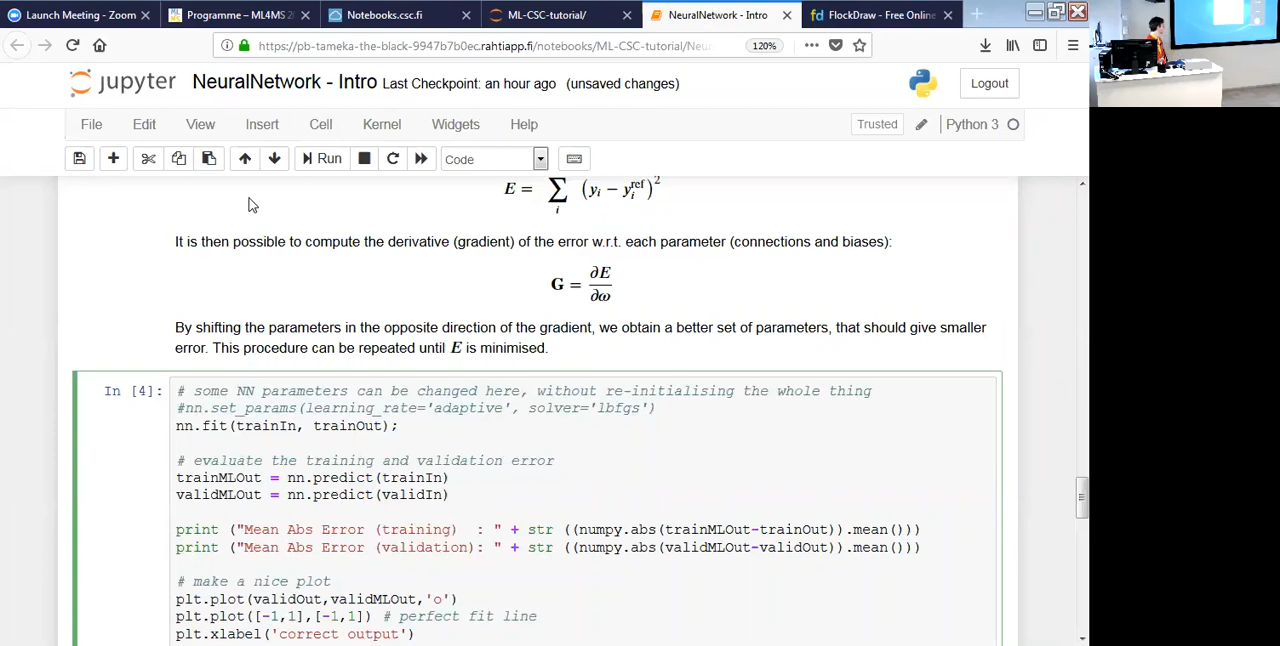 Launch Meeting - Zoom
Programme – ML4MS 2
Notebooks.csc.fi
ML-CSC-tutorial/
NeuralNetwork - Intro
FlockDraw - Free Online
https://pb-tameka-the-black-9947b7b0ec.rahtiapp.fi/notebooks/ML-CSC-tutorial/Neur
120%
jupyter NeuralNetwork - Intro Last Checkpoint: an hour ago (unsaved changes)
Logout
File Edit View Insert Cell Kernel Widgets Help
Trusted
Python 3
Run
Code
E = ∑i (yi − yi^ref)^2
It is then possible to compute the derivative (gradient) of the error w.r.t. each parameter (connections and biases):
G = ∂E/∂ω
By shifting the parameters in the opposite direction of the gradient, we obtain a better set of parameters, that should give smaller
error. This procedure can be repeated until E is minimised.
In [4]:
# some NN parameters can be changed here, without re-initialising the whole thing
#nn.set_params(learning_rate='adaptive', solver='lbfgs')
nn.fit(trainIn, trainOut);
# evaluate the training and validation error
trainMLOut = nn.predict(trainIn)
validMLOut = nn.predict(validIn)
print ("Mean Abs Error (training)  : " + str ((numpy.abs(trainMLOut-trainOut)).mean()))
print ("Mean Abs Error (validation): " + str ((numpy.abs(validMLOut-validOut)).mean()))
# make a nice plot
plt.plot(validOut,validMLOut,'o')
plt.plot([-1,1],[-1,1]) # perfect fit line
plt.xlabel('correct output')